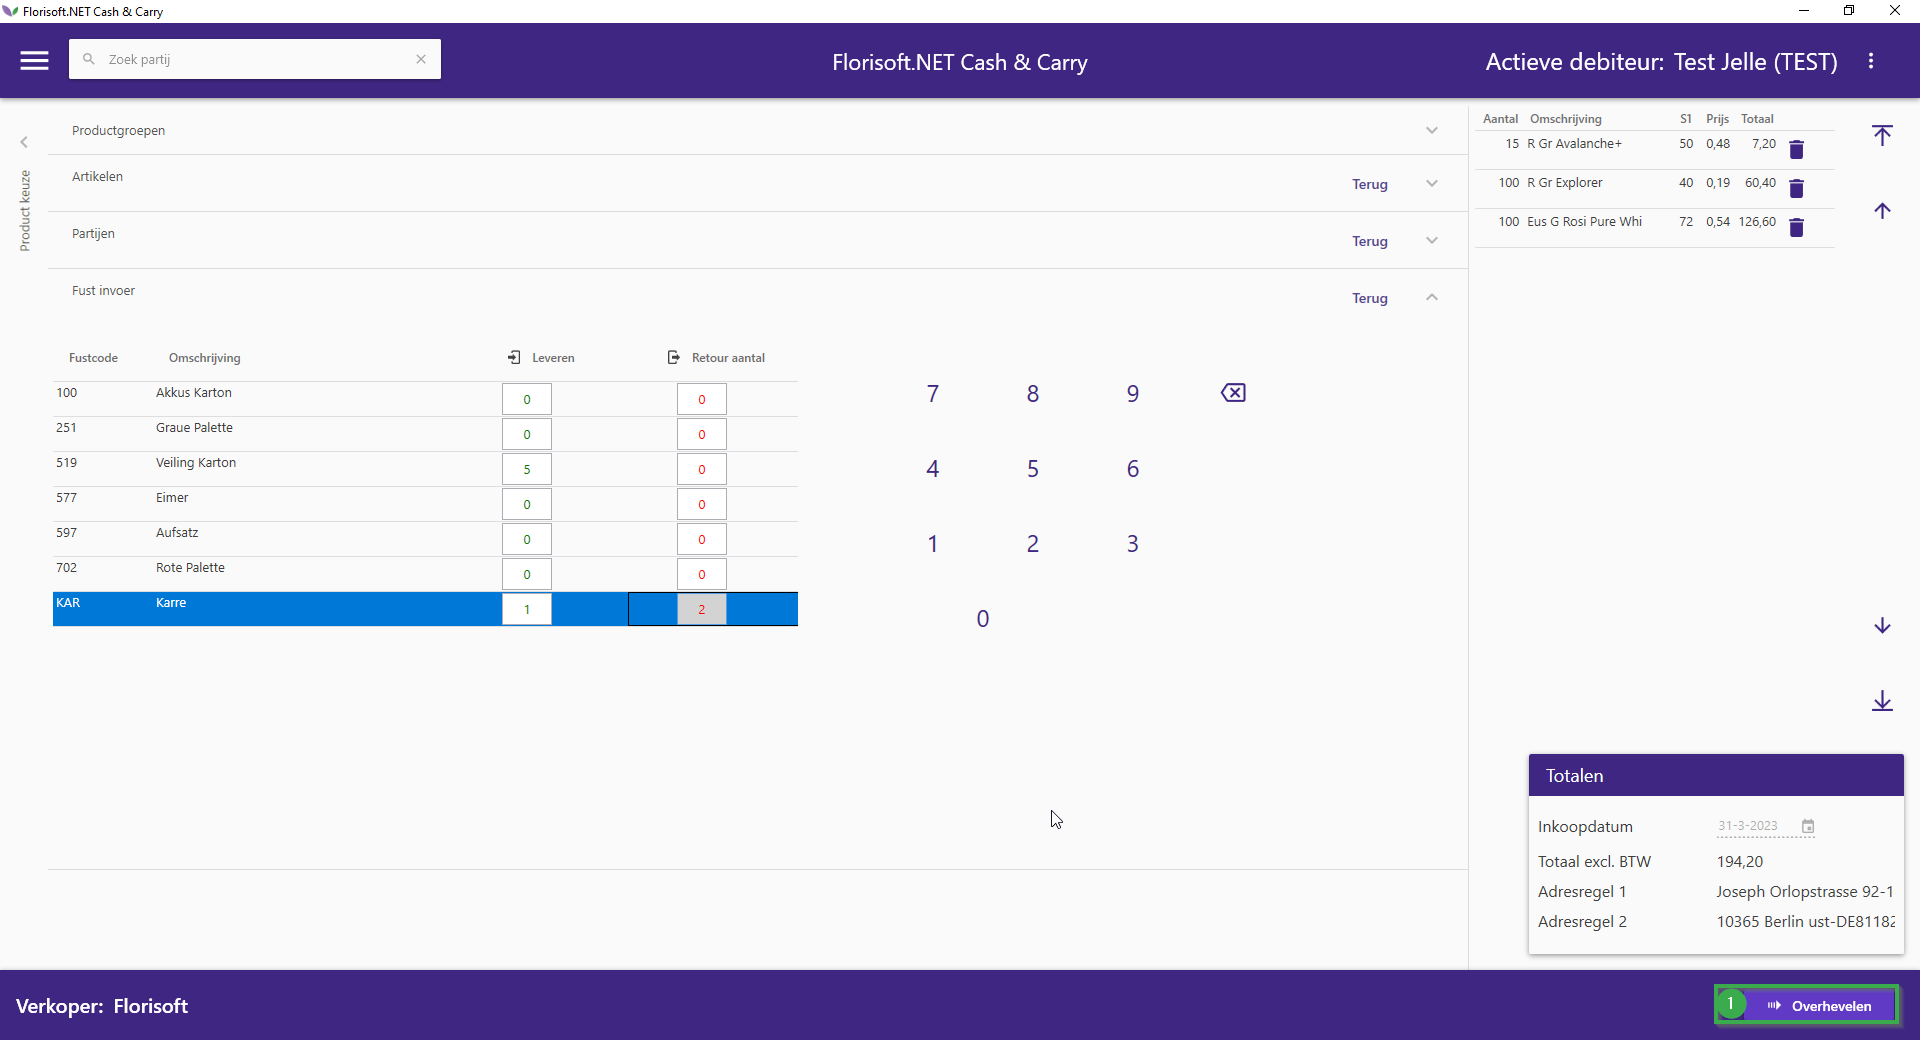 Florisoft.NET Cash & Carry
Zoek partij
Florisoft.NET Cash & Carry
Actieve debiteur: Test Jelle (TEST)
Product keuze
Productgroepen
Artikelen
Terug
Partijen
Terug
Fust invoer
Terug
Fustcode Omschrijving Leveren Retour aantal
100 Akkus Karton 0 0
251 Graue Palette 0 0
519 Veiling Karton 5 0
577 Eimer 0 0
597 Aufsatz 0 0
702 Rote Palette 0 0
KAR Karre 1 2
7 8 9
4 5 6
1 2 3
0
Aantal Omschrijving S1 Prijs Totaal
15 R Gr Avalanche+ 50 0,48 7,20
100 R Gr Explorer 40 0,19 60,40
100 Eus G Rosi Pure Whi 72 0,54 126,60
Totalen
Inkoopdatum 31-3-2023
Totaal excl. BTW 194,20
Adresregel 1 Joseph Orlopstrasse 92-1
Adresregel 2 10365 Berlin ust-DE81182
Verkoper: Florisoft
1 Overhevelen